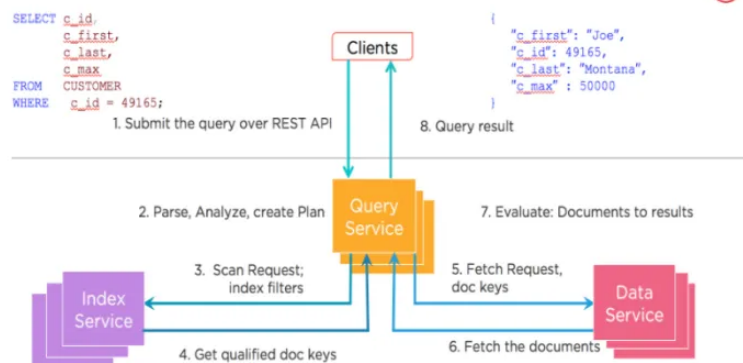 SELECT c_id,
c_first,
c_last,
c_max
FROM CUSTOMER
WHERE c_id = 49165;
1. Submit the query over REST API
Clients
{
"c_first": "Joe",
"c_id": 49165,
"c_last": "Montana",
"c_max" : 50000
}
8. Query result
2. Parse, Analyze, create Plan
Query
Service
7. Evaluate: Documents to results
3. Scan Request;
index filters
5. Fetch Request,
doc keys
Index
Service
Data
Service
4. Get qualified doc keys
6. Fetch the documents